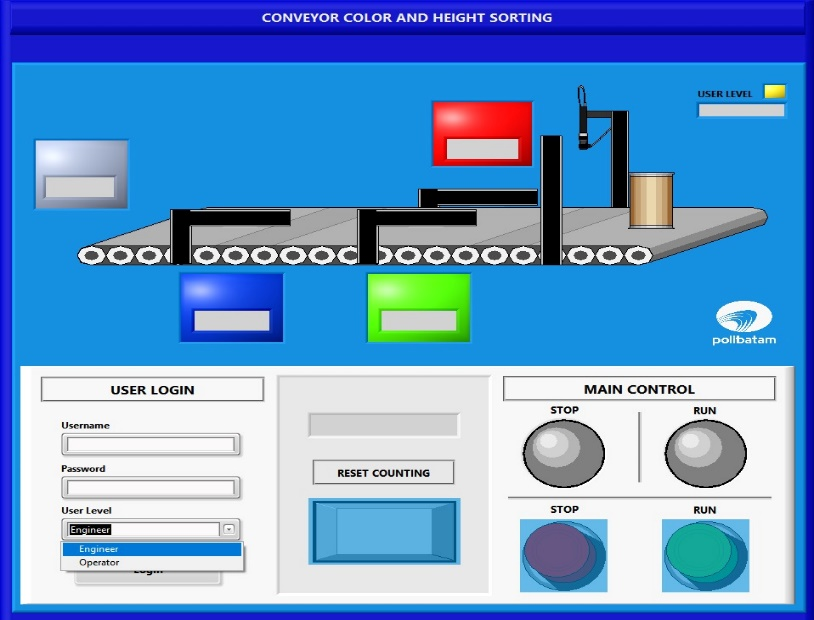 CONVEYOR COLOR AND HEIGHT SORTING
USER LEVEL
polibatam
USER LOGIN
Username
Password
User Level
Engineer
Engineer
Operator
Login
RESET COUNTING
MAIN CONTROL
STOP
RUN
STOP
RUN